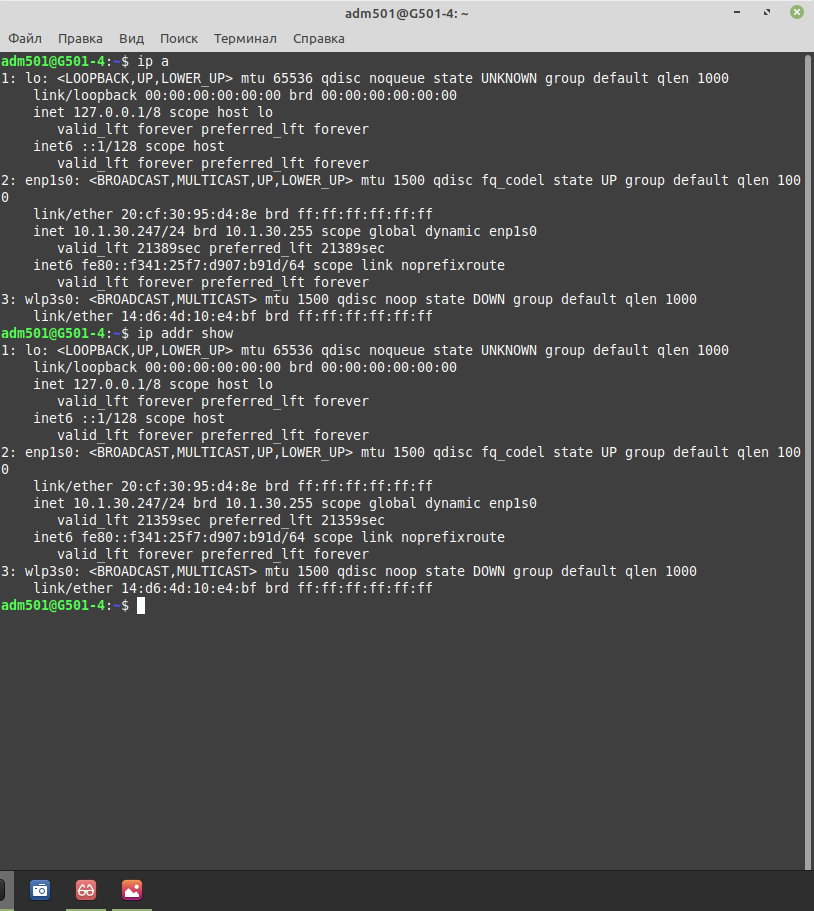 adm501@G501-4: ~
Файл Правка Вид Поиск Терминал Справка
adm501@G501-4:~$ ip a
1: lo: <LOOPBACK,UP,LOWER_UP> mtu 65536 qdisc noqueue state UNKNOWN group default qlen 1000
    link/loopback 00:00:00:00:00:00 brd 00:00:00:00:00:00
    inet 127.0.0.1/8 scope host lo
       valid_lft forever preferred_lft forever
    inet6 ::1/128 scope host
       valid_lft forever preferred_lft forever
2: enp1s0: <BROADCAST,MULTICAST,UP,LOWER_UP> mtu 1500 qdisc fq_codel state UP group default qlen 100
0
    link/ether 20:cf:30:95:d4:8e brd ff:ff:ff:ff:ff:ff
    inet 10.1.30.247/24 brd 10.1.30.255 scope global dynamic enp1s0
       valid_lft 21389sec preferred_lft 21389sec
    inet6 fe80::f341:25f7:d907:b91d/64 scope link noprefixroute
       valid_lft forever preferred_lft forever
3: wlp3s0: <BROADCAST,MULTICAST> mtu 1500 qdisc noop state DOWN group default qlen 1000
    link/ether 14:d6:4d:10:e4:bf brd ff:ff:ff:ff:ff:ff
adm501@G501-4:~$ ip addr show
1: lo: <LOOPBACK,UP,LOWER_UP> mtu 65536 qdisc noqueue state UNKNOWN group default qlen 1000
    link/loopback 00:00:00:00:00:00 brd 00:00:00:00:00:00
    inet 127.0.0.1/8 scope host lo
       valid_lft forever preferred_lft forever
    inet6 ::1/128 scope host
       valid_lft forever preferred_lft forever
2: enp1s0: <BROADCAST,MULTICAST,UP,LOWER_UP> mtu 1500 qdisc fq_codel state UP group default qlen 100
0
    link/ether 20:cf:30:95:d4:8e brd ff:ff:ff:ff:ff:ff
    inet 10.1.30.247/24 brd 10.1.30.255 scope global dynamic enp1s0
       valid_lft 21359sec preferred_lft 21359sec
    inet6 fe80::f341:25f7:d907:b91d/64 scope link noprefixroute
       valid_lft forever preferred_lft forever
3: wlp3s0: <BROADCAST,MULTICAST> mtu 1500 qdisc noop state DOWN group default qlen 1000
    link/ether 14:d6:4d:10:e4:bf brd ff:ff:ff:ff:ff:ff
adm501@G501-4:~$